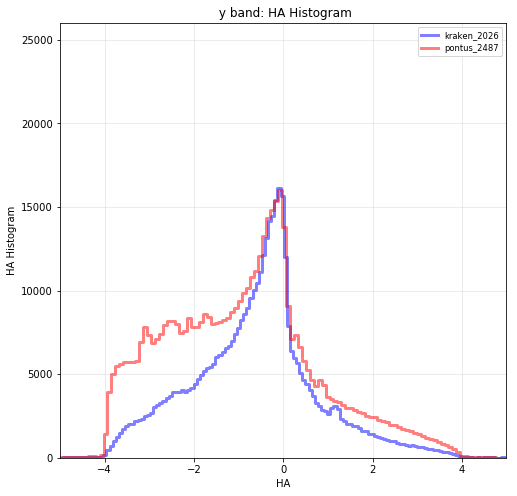 y band: HA Histogram
kraken_2026
pontus_2487
HA Histogram
25000
20000
15000
10000
5000
0
−4
−2
0
2
4
HA